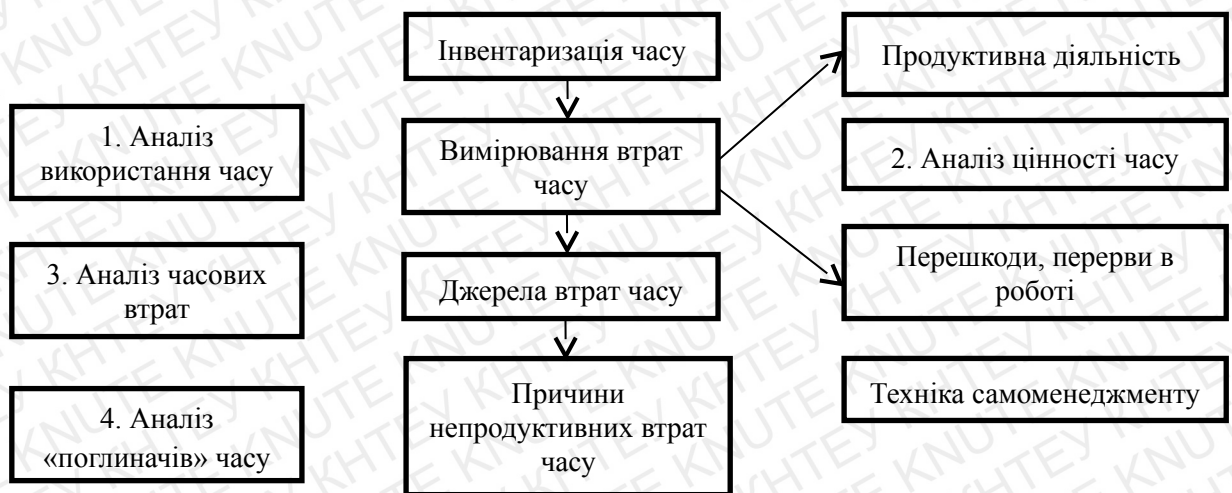 Інвентаризація часу
Продуктивна діяльність
1. Аналіз
використання часу
Вимірювання втрат
часу
2. Аналіз цінності часу
3. Аналіз часових
втрат
Джерела втрат часу
Перешкоди, перерви в
роботі
4. Аналіз
«поглиначів» часу
Причини
непродуктивних втрат
часу
Техніка самоменеджменту